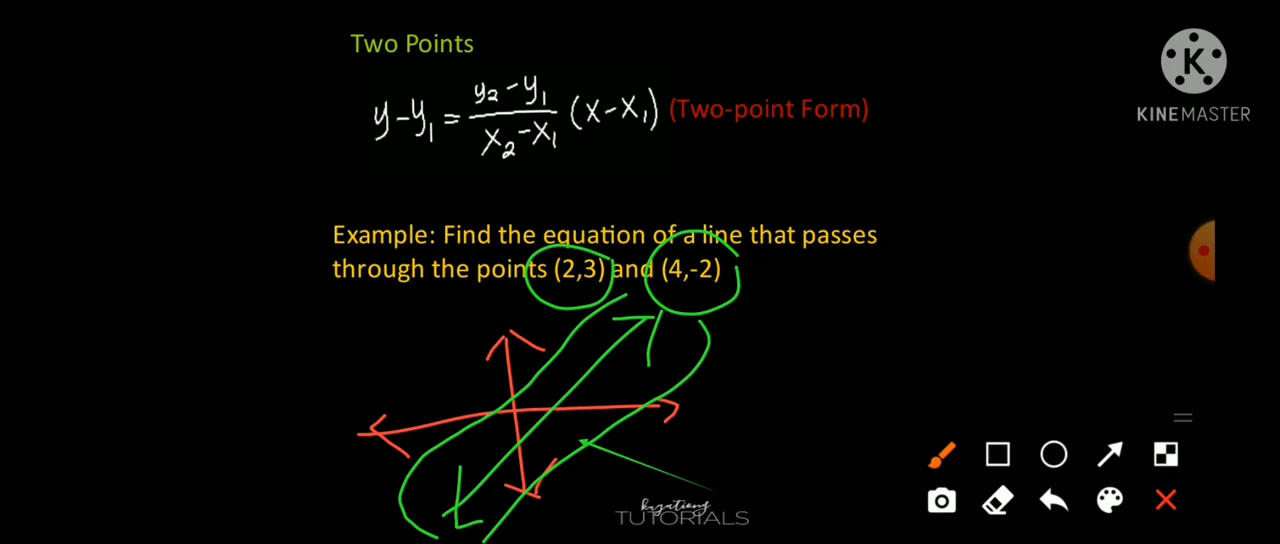 Two Points
y-y₁ = y₂-y₁/x₂-x₁ (x-x₁) (Two-point Form)
K
KINEMASTER
Example: Find the equation of a line that passes
through the points (2,3) and (4,-2)
kuyationg
TUTORIALS